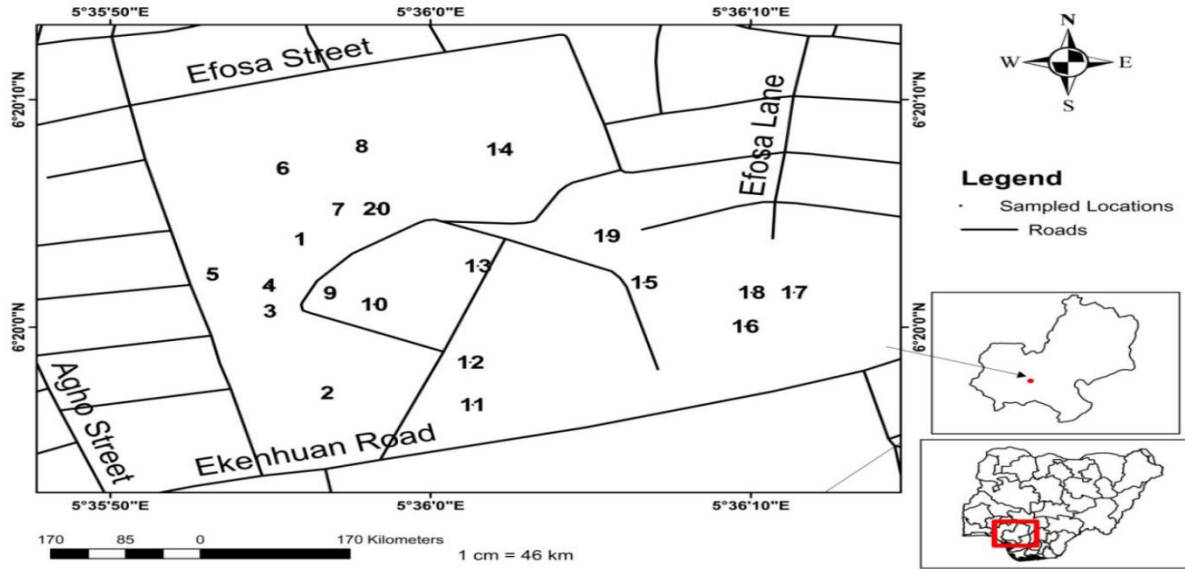 5°35'50"E 5°36'0"E 5°36'10"E
N
W E
S
Efosa Street
Efosa Lane
6°20'10"N
6°20'10"N
8
14
6
7 20
1
19
13
5
4
9
15
3
10
18 17
16
6°20'0"N
6°20'0"N
12
2
11
Agho Street
Ekenhuan Road
5°35'50"E 5°36'0"E 5°36'10"E
Legend
Sampled Locations
Roads
170 85 0 170 Kilometers
1 cm = 46 km